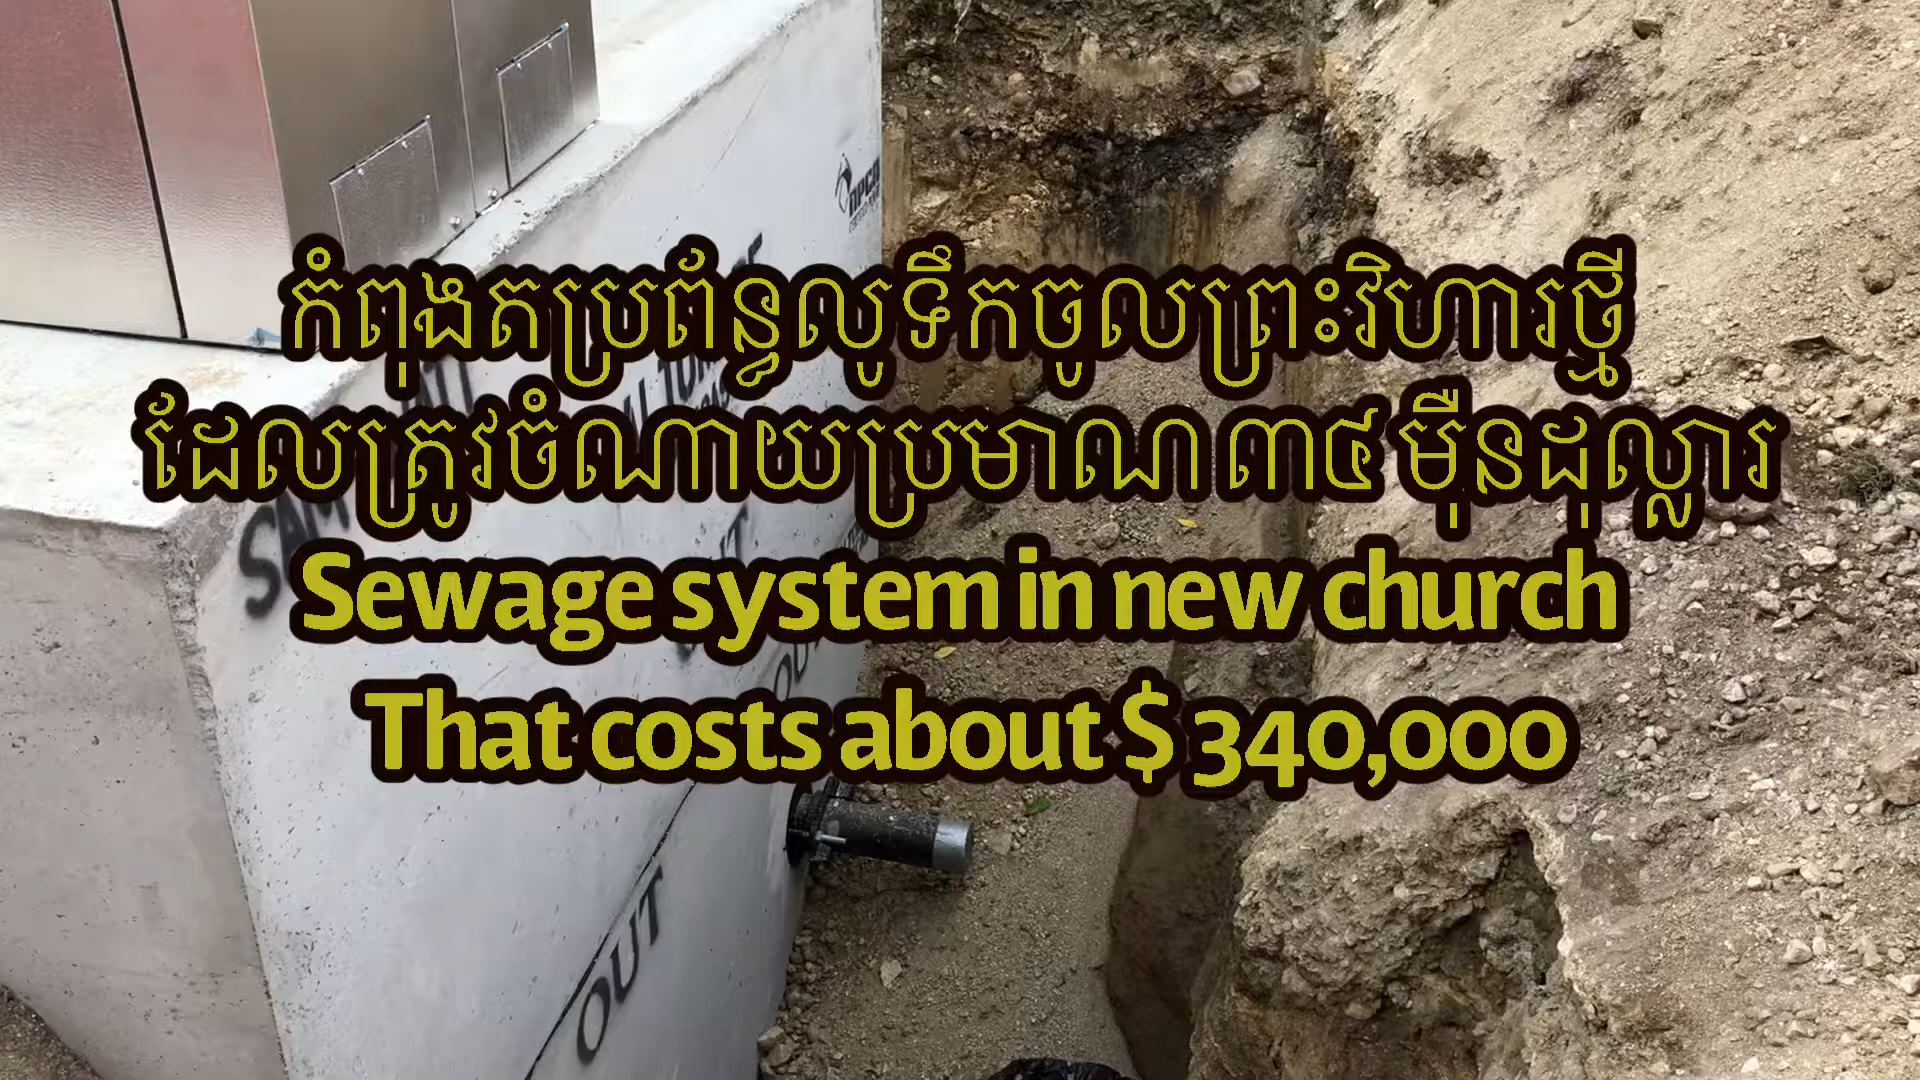 កំពុងតប្រព័ន្ធលូទឹកចូលព្រះវិហារថ្មី
ដែលត្រូវចំណាយប្រមាណ ៣៤ ម៉ឺនដុល្លារ
Sewage system in new church
That costs about $ 340,000
OUT